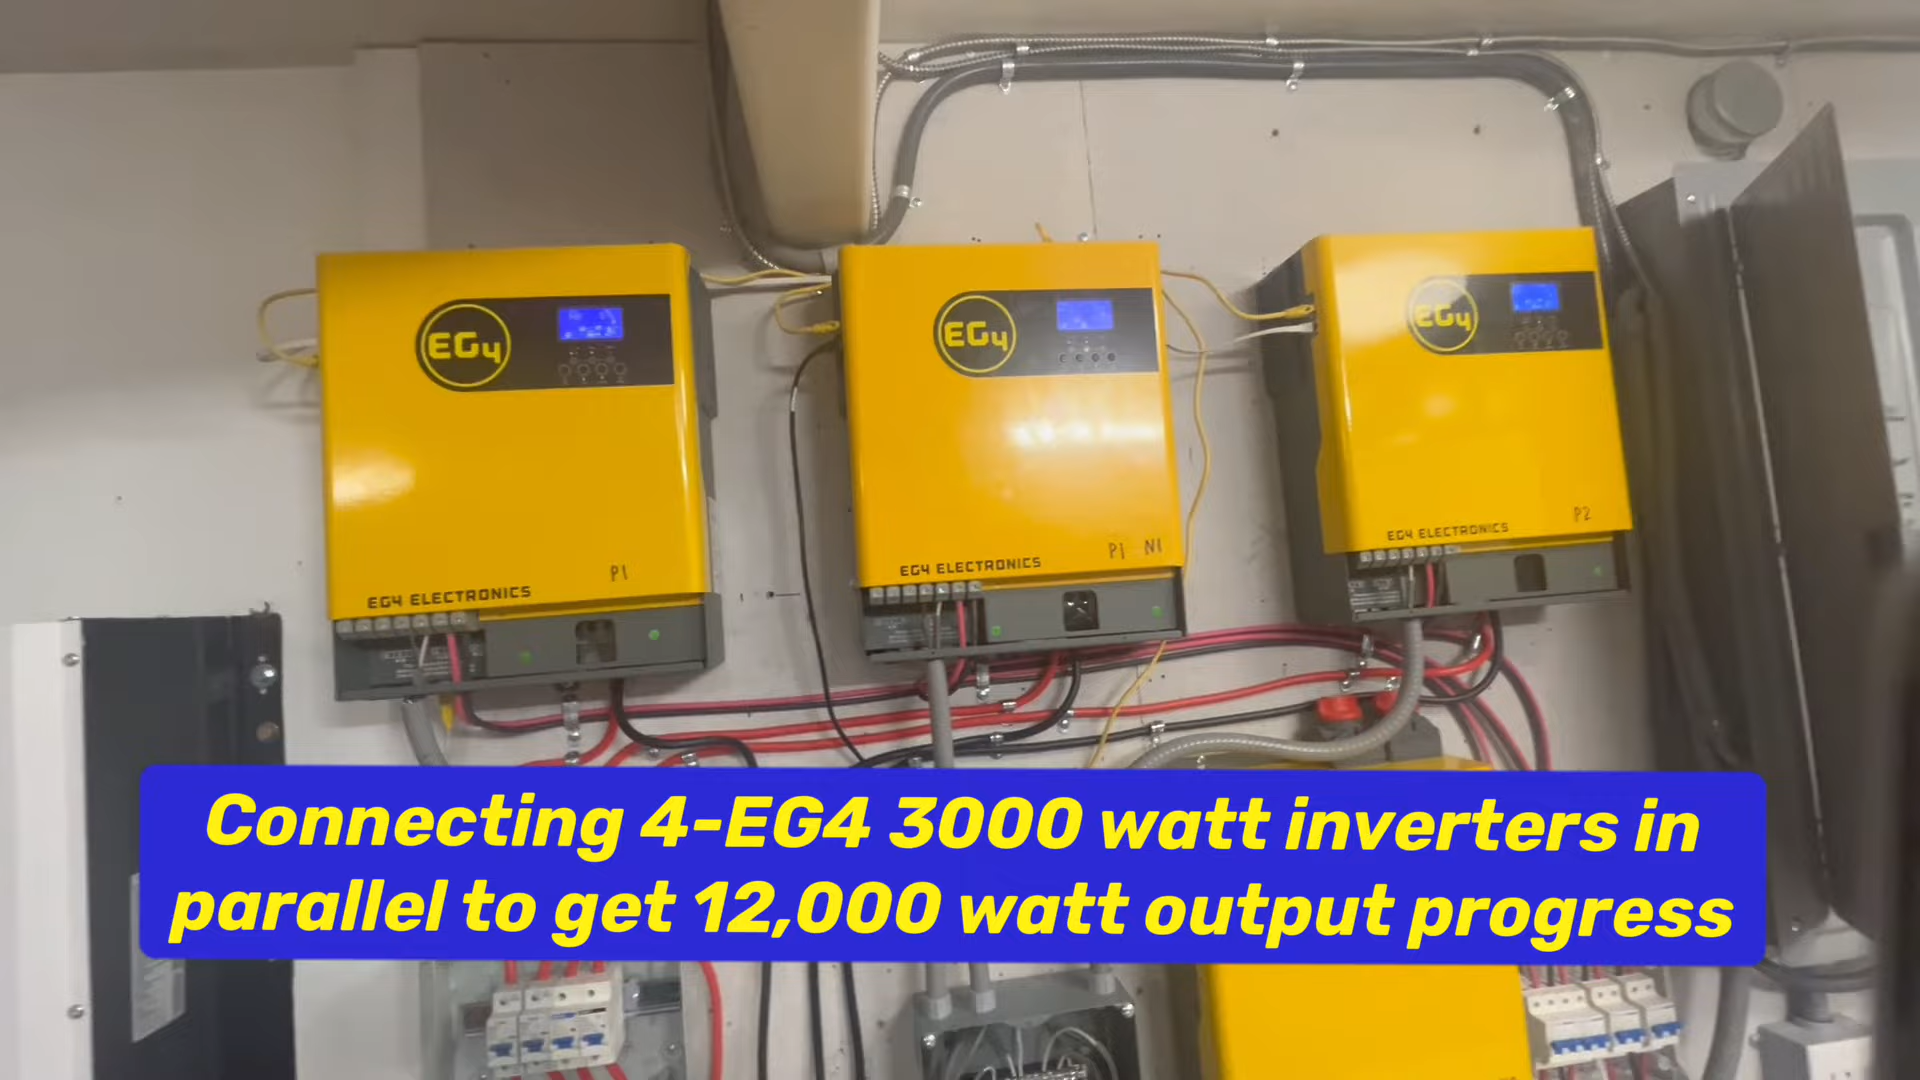 EG4
EG4
EG4
EG4 ELECTRONICS
P1
EG4 ELECTRONICS
P1 N1
EG4 ELECTRONICS
P2
Connecting 4-EG4 3000 watt inverters in
parallel to get 12,000 watt output progress